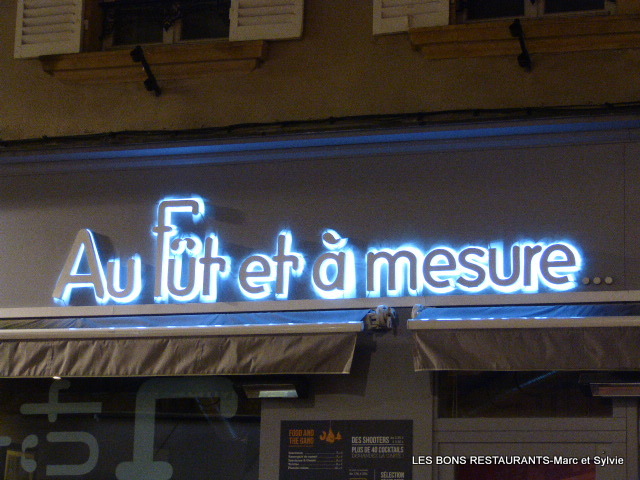 Au Fût et à mesure...
ût
FOOD AND
THE GANG
DES SHOOTERS
PLUS DE 40 COCKTAILS
SÉLECTION
LES BONS RESTAURANTS-Marc et Sylvie